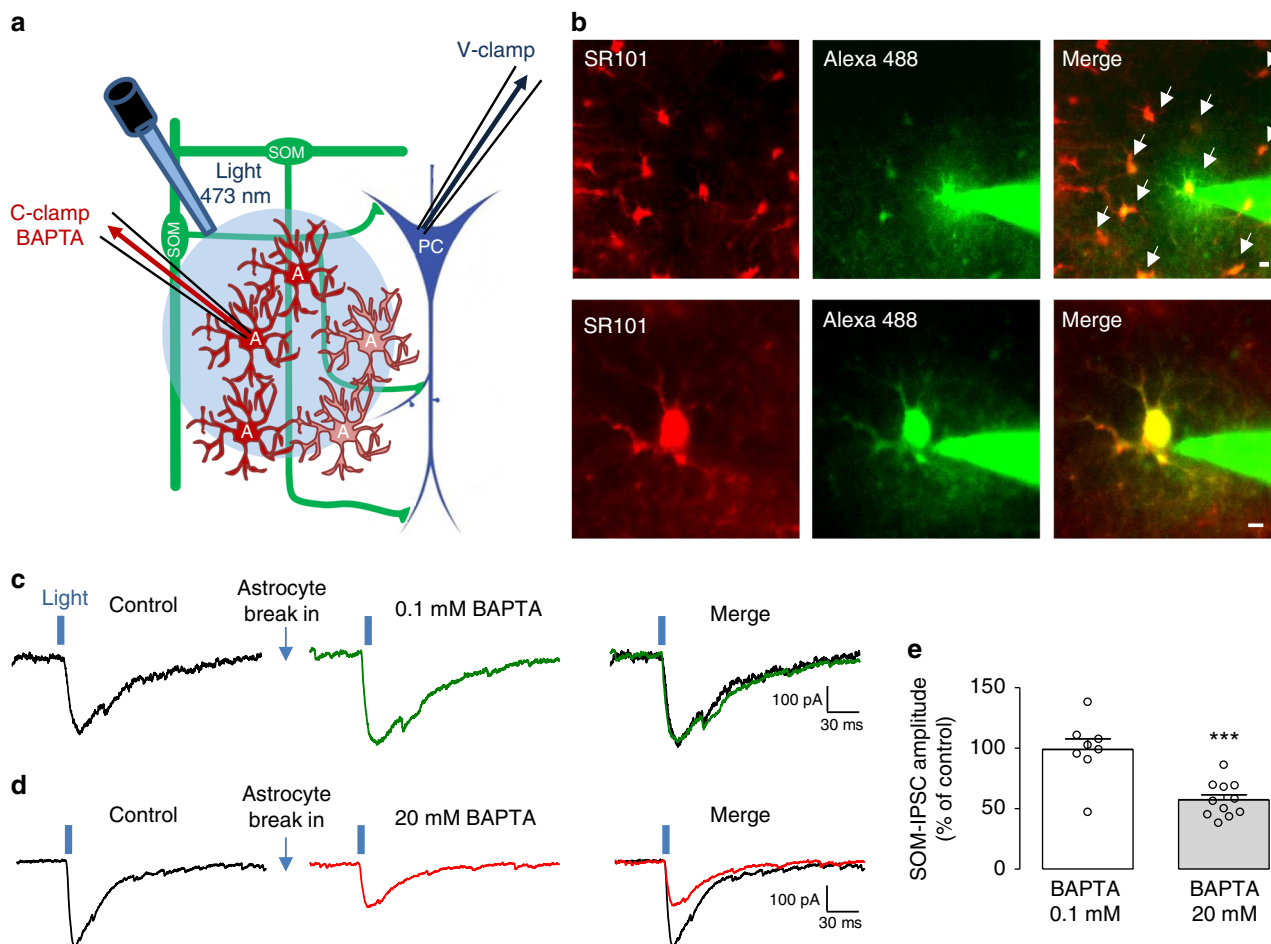 a
V-clamp
SOM
Light
473 nm
C-clamp
BAPTA
SOM
PC
A
A
A
A
A
b
SR101
Alexa 488
Merge
SR101
Alexa 488
Merge
c
Light
Control
Astrocyte
break in
0.1 mM BAPTA
Merge
100 pA
30 ms
d
Control
Astrocyte
break in
20 mM BAPTA
Merge
100 pA
30 ms
e
SOM-IPSC amplitude
(% of control)
150
100
50
0
***
BAPTA
0.1 mM
BAPTA
20 mM